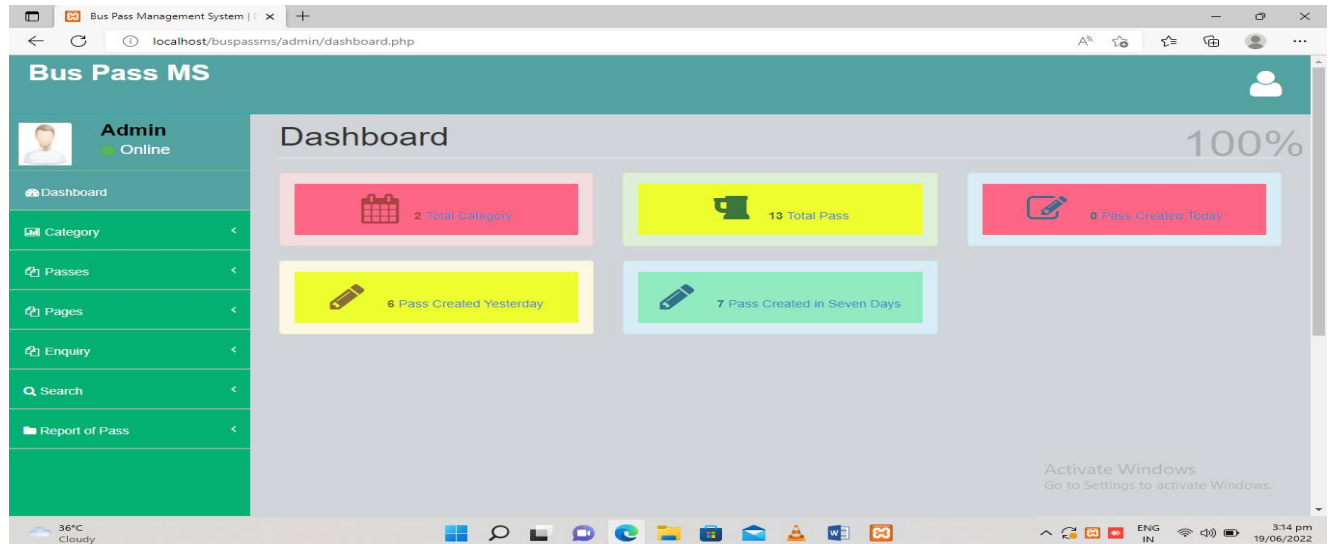 Bus Pass Management System |
localhost/buspassms/admin/dashboard.php
Bus Pass MS
Admin
Online
Dashboard
100%
Dashboard
Category
Passes
Pages
Enquiry
Search
Report of Pass
2 Total Category
13 Total Pass
0 Pass Created Today
6 Pass Created Yesterday
7 Pass Created in Seven Days
Activate Windows
Go to Settings to activate Windows.
36°C
Cloudy
ENG
IN
3:14 pm
19/06/2022